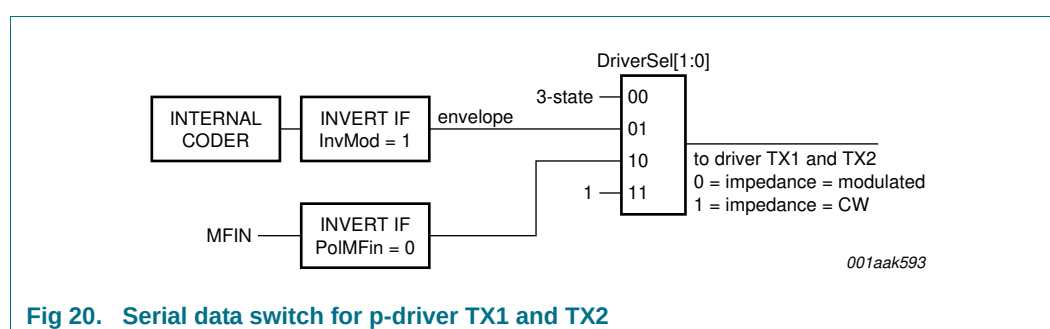 DriverSel[1:0]
3-state
00
INTERNAL
CODER
INVERT IF
InvMod = 1
envelope
01
10
to driver TX1 and TX2
0 = impedance = modulated
1 = impedance = CW
1
11
MFIN
INVERT IF
PolMFin = 0
001aak593
Fig 20. Serial data switch for p-driver TX1 and TX2